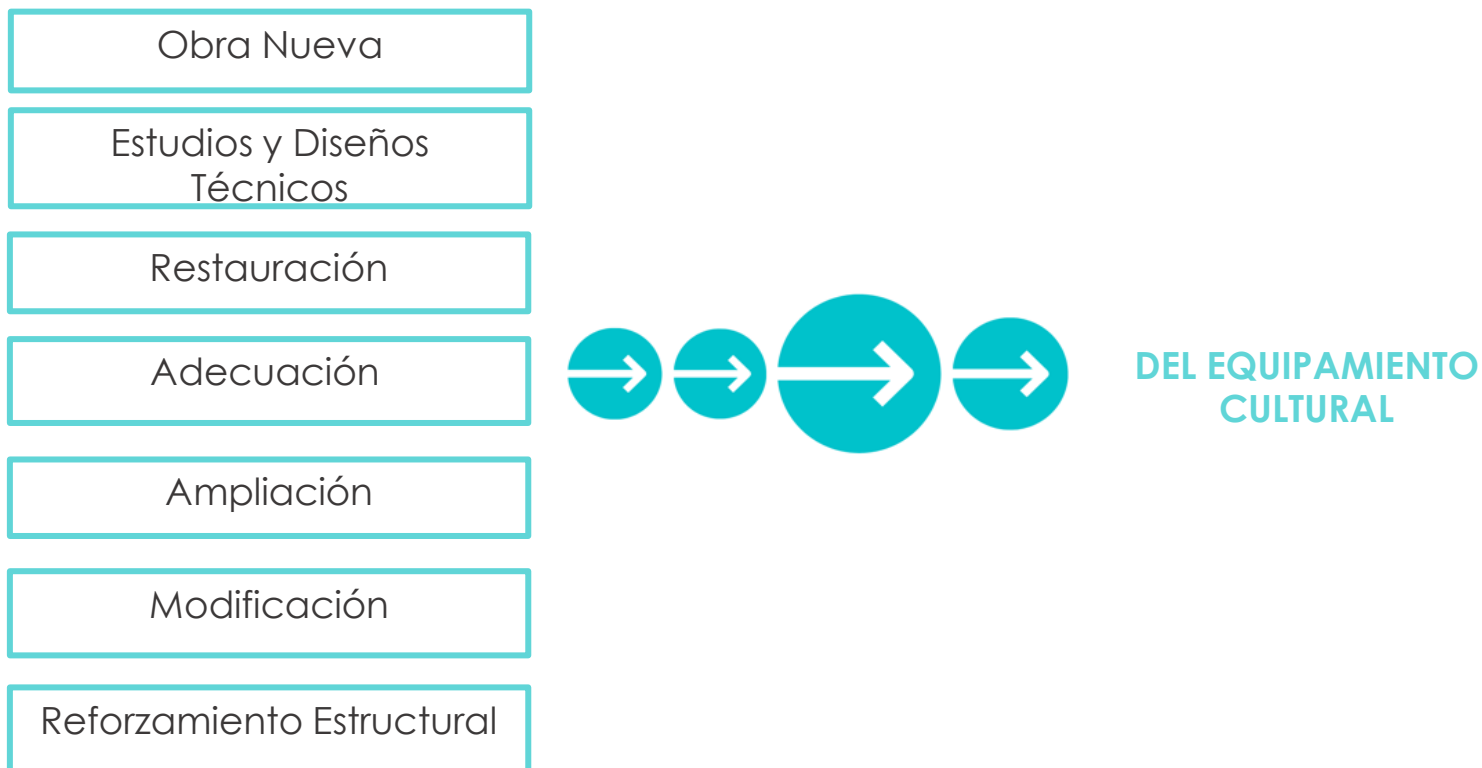 Obra Nueva
Estudios y Diseños
Técnicos
Restauración
Adecuación
Ampliación
Modificación
Reforzamiento Estructural
DEL EQUIPAMIENTO
CULTURAL